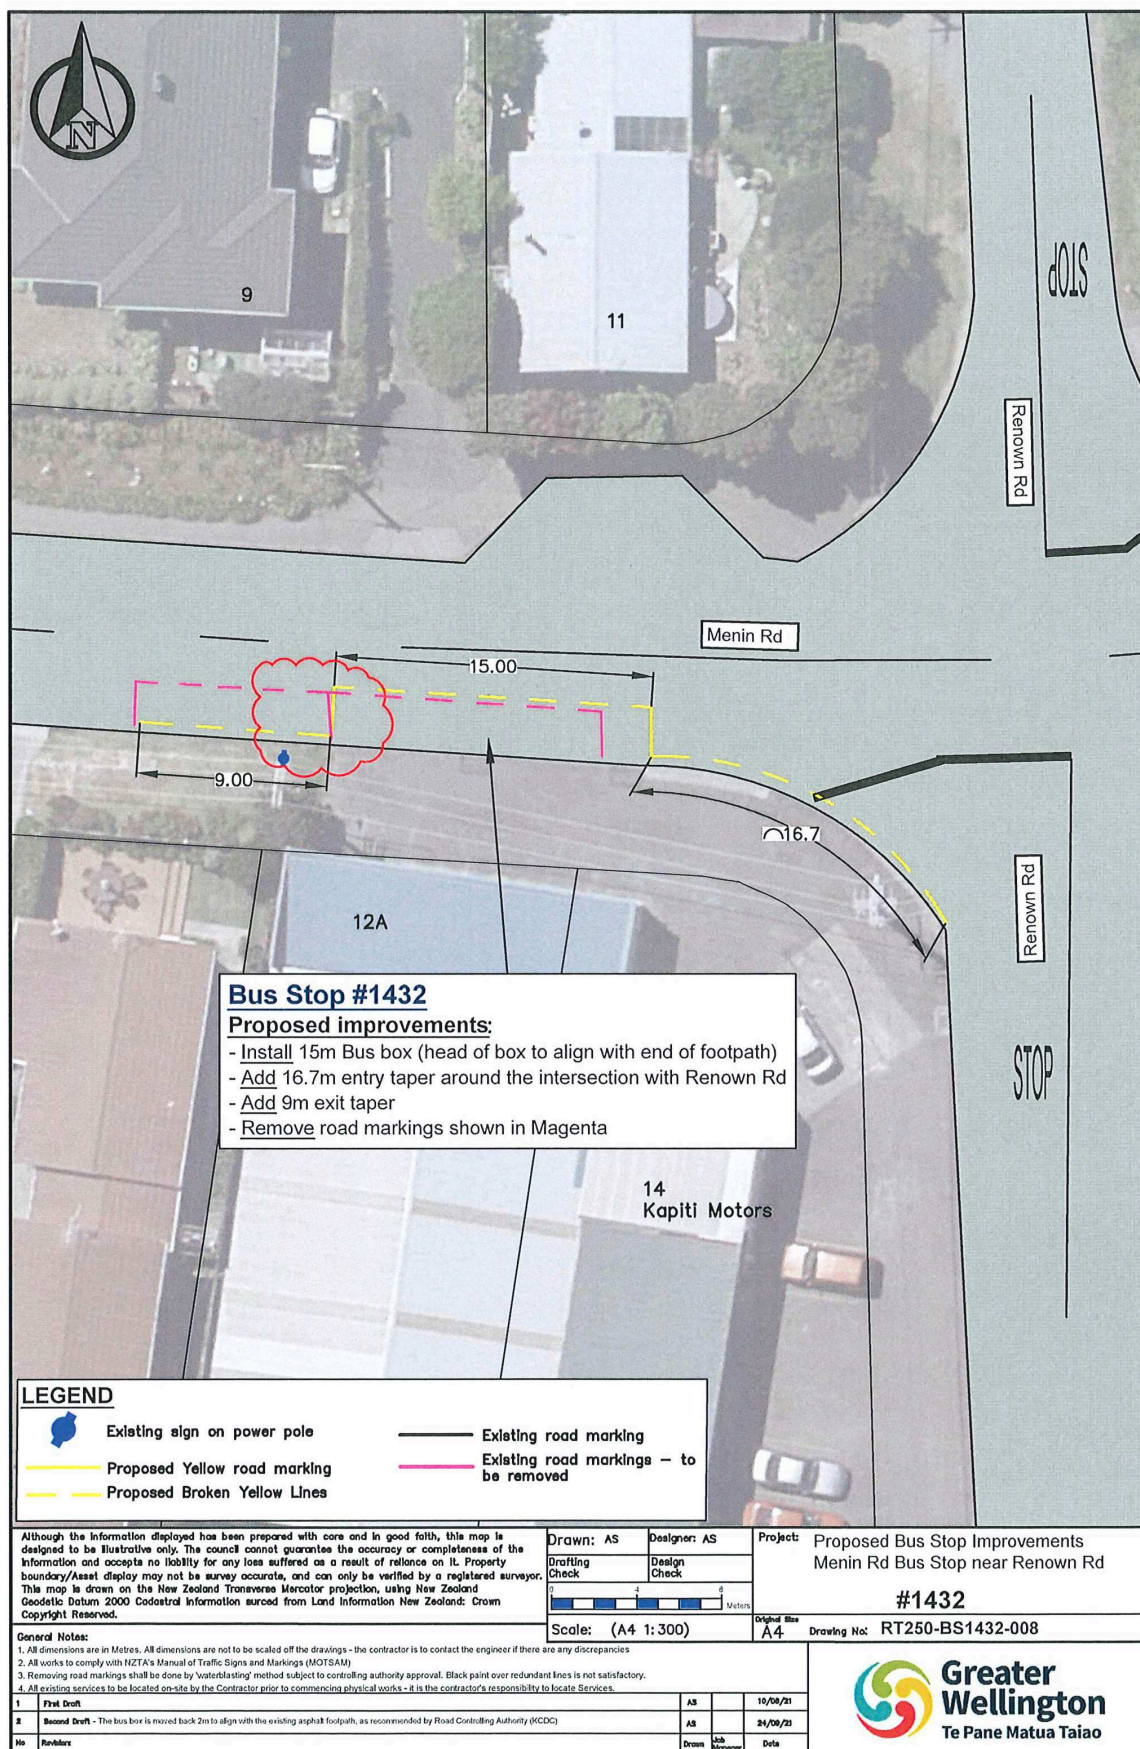 N
9
11
STOP
Renown Rd
Menin Rd
15.00
9.00
16.7
Renown Rd
12A
STOP
Bus Stop #1432
Proposed improvements:
- Install 15m Bus box (head of box to align with end of footpath)
- Add 16.7m entry taper around the intersection with Renown Rd
- Add 9m exit taper
- Remove road markings shown in Magenta
14
Kapiti Motors
LEGEND
Existing sign on power pole
Proposed Yellow road marking
Proposed Broken Yellow Lines
Existing road marking
Existing road markings – to
be removed
Although the information displayed has been prepared with care and in good faith, this map is
designed to be illustrative only. The council cannot guarantee the accuracy or completeness of the
information and accepts no liability for any loss suffered as a result of reliance on it. Property
boundary/Asset display may not be survey accurate, and can only be verified by a registered surveyor.
This map is drawn on the New Zealand Transverse Mercator projection, using New Zealand
Geodetic Datum 2000 Cadastral information surced from Land Information New Zealand: Crown
Copyright Reserved.
Drawn: AS
Designer: AS
Drafting
Check
Design
Check
0 4 8
Meters
Scale: (A4 1:300)
Project: Proposed Bus Stop Improvements
Menin Rd Bus Stop near Renown Rd
#1432
Original Size
A4
Drawing No: RT250-BS1432-008
General Notes:
1. All dimensions are in Metres. All dimensions are not to be scaled off the drawings - the contractor is to contact the engineer if there are any discrepancies
2. All works to comply with NZTA's Manual of Traffic Signs and Markings (MOTSAM)
3. Removing road markings shall be done by 'waterblasting' method subject to controlling authority approval. Black paint over redundant lines is not satisfactory.
4. All existing services to be located on-site by the Contractor prior to commencing physical works - it is the contractor's responsibility to locate Services.
1 First Draft AS 10/08/21
2 Second Draft - The bus box is moved back 2m to align with the existing asphalt footpath, as recommended by Road Controlling Authority (KCDC) AS 24/09/21
No Revisions Drawn Job Manager Date
Greater
Wellington
Te Pane Matua Taiao